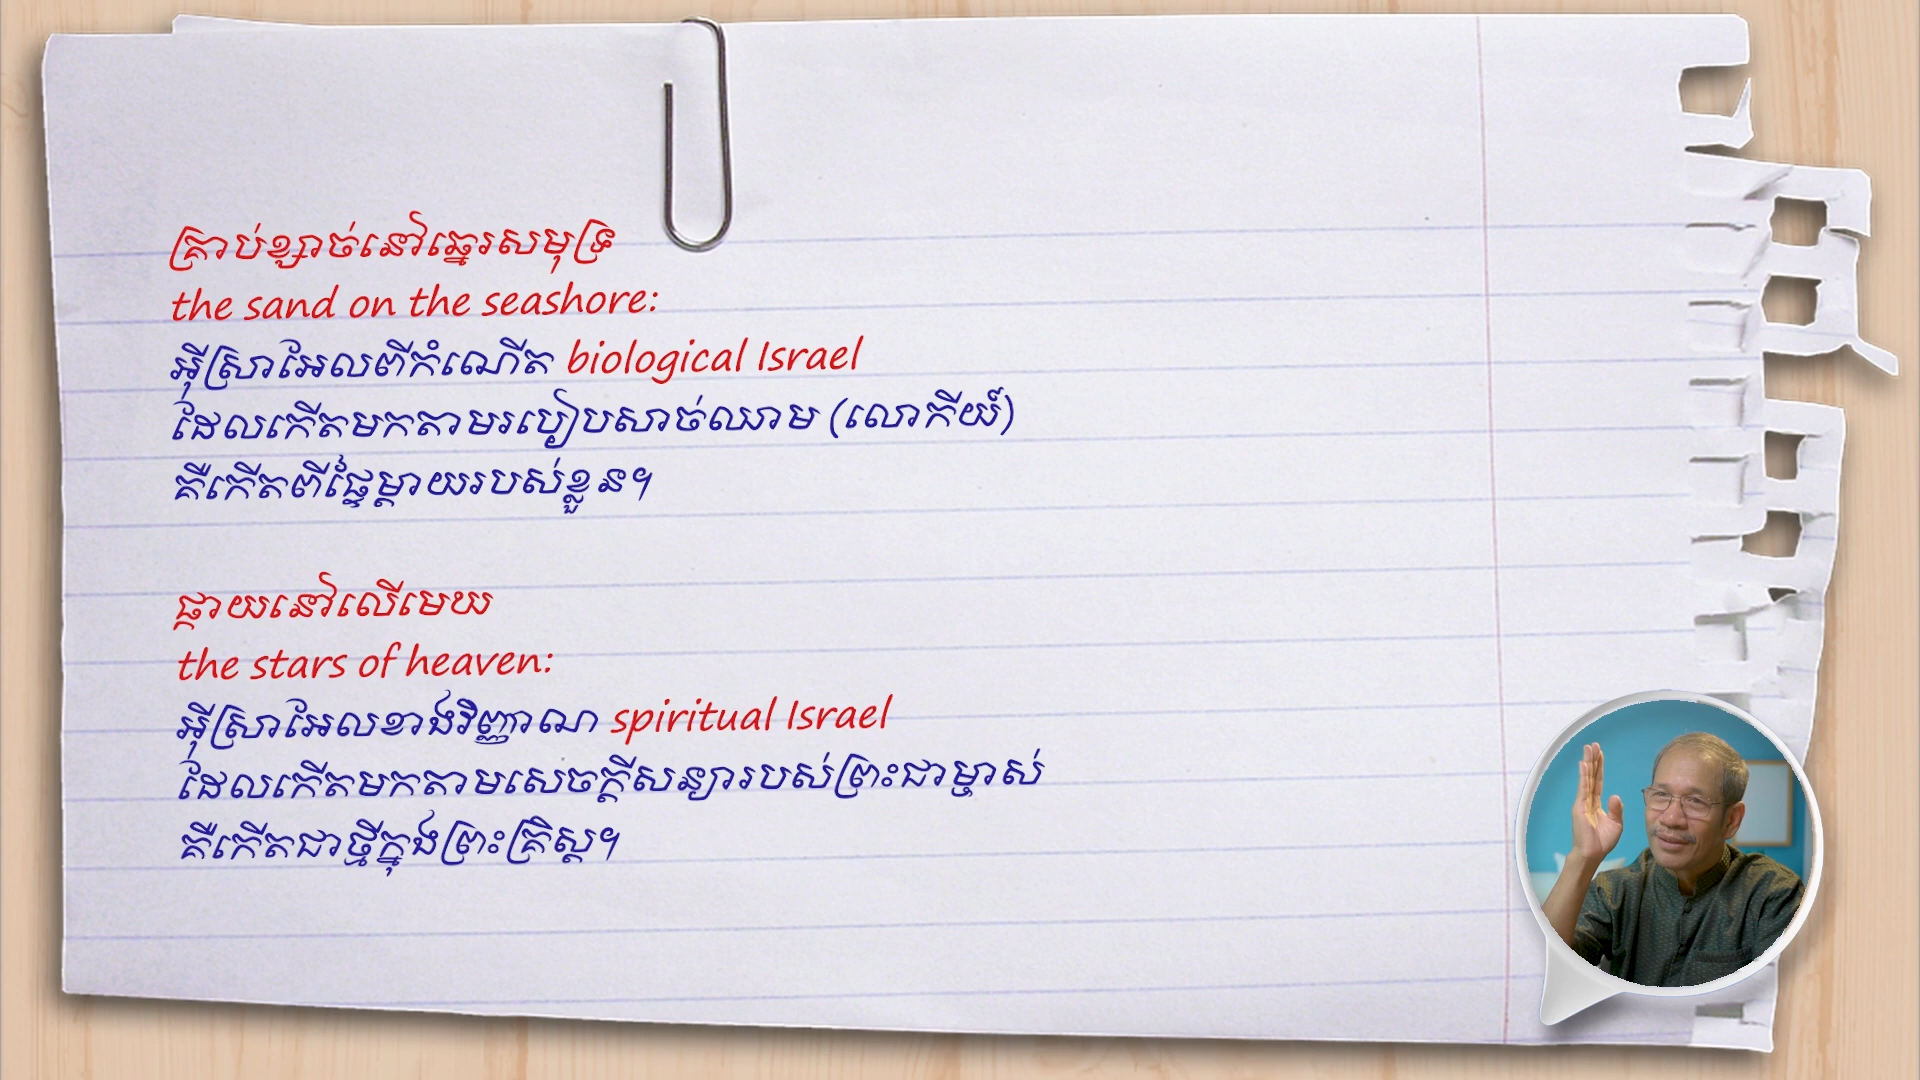 គ្រាប់ខ្សាច់នៅឆ្នេរសមុទ្រ
the sand on the seashore:
អ៊ីស្រាអែលពីកំណើត biological Israel
ដែលកើតមកតាមរបៀបសាច់ឈាម (លោកីយ៍)
គឺកើតពីផ្ទៃម្ដាយរបស់ខ្លួន។
ផ្កាយនៅលើមេឃ
the stars of heaven:
អ៊ីស្រាអែលខាងវិញ្ញាណ spiritual Israel
ដែលកើតមកតាមសេចក្ដីសន្យារបស់ព្រះជាម្ចាស់
គឺកើតជាថ្មីក្នុងព្រះគ្រិស្ត។